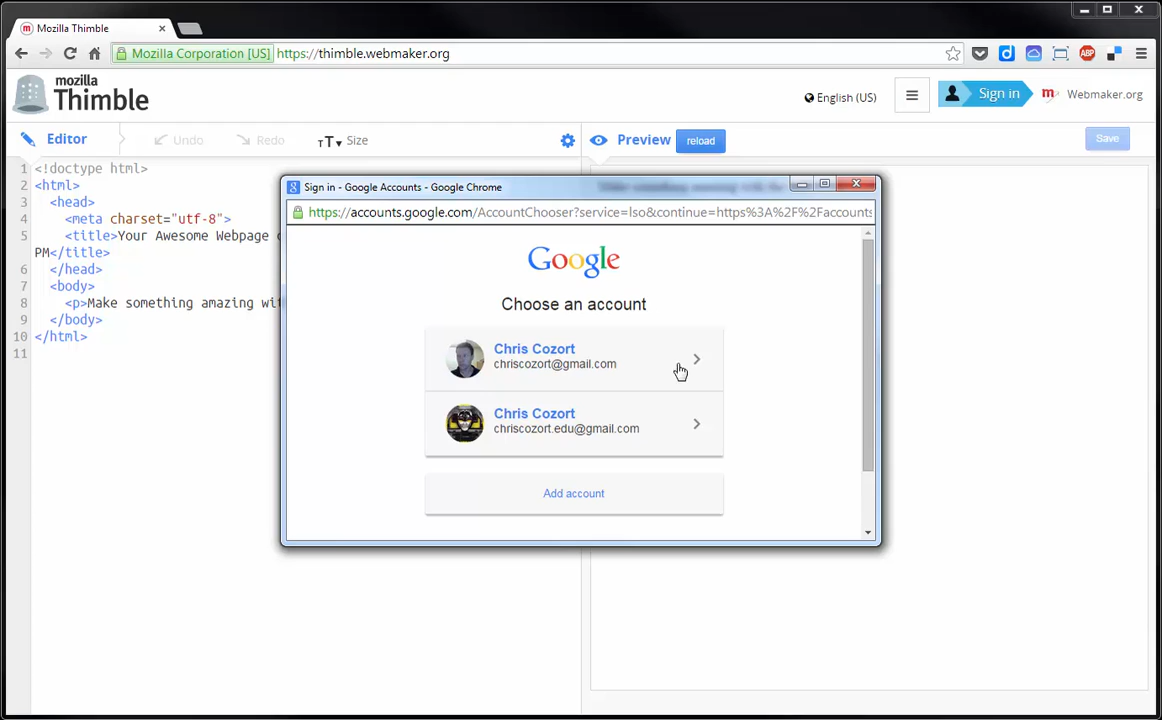 Mozilla Thimble
Mozilla Corporation [US] https://thimble.webmaker.org
ABP
mozilla
Thimble
English (US)
Sign in
Webmaker.org
Editor
Undo
Redo
Size
Preview
reload
Save
1 <!doctype html>
2 <html>
3 <head>
4 <meta charset="utf-8">
5 <title>Your Awesome Webpage
PM</title>
6 </head>
7 <body>
8 <p>Make something amazing
9 </body>
10 </html>
11
Sign in - Google Accounts - Google Chrome
https://accounts.google.com/AccountChooser?service=lso&continue=https%3A%2F%2Faccounts
Google
Choose an account
Chris Cozort
chriscozort@gmail.com
Chris Cozort
chriscozort.edu@gmail.com
Add account